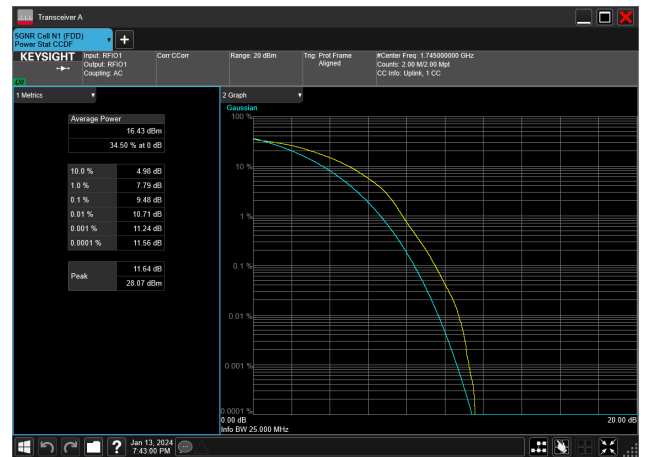 Transceiver A
5GNR Cell N1 (FDD)
Power Stat CCDF
KEYSIGHT
Input: RFIO1
Output: RFIO1
Coupling: AC
Corr CCorr
Range: 20 dBm
Trig: Prot Frame
Aligned
#Center Freq: 1.745000000 GHz
Counts: 2.00 M/2.00 Mpt
CC Info: Uplink, 1 CC
1 Metrics
Average Power
16.43 dBm
34.50 % at 0 dB
10.0 % 4.98 dB
1.0 % 7.79 dB
0.1 % 9.48 dB
0.01 % 10.71 dB
0.001 % 11.24 dB
0.0001 % 11.56 dB
Peak
11.64 dB
28.07 dBm
2 Graph
Gaussian
100 %
10 %
1 %
0.1 %
0.01 %
0.001 %
0.0001 %
0.00 dB
20.00 dB
Info BW 25.000 MHz
Jan 13, 2024
7:43:00 PM